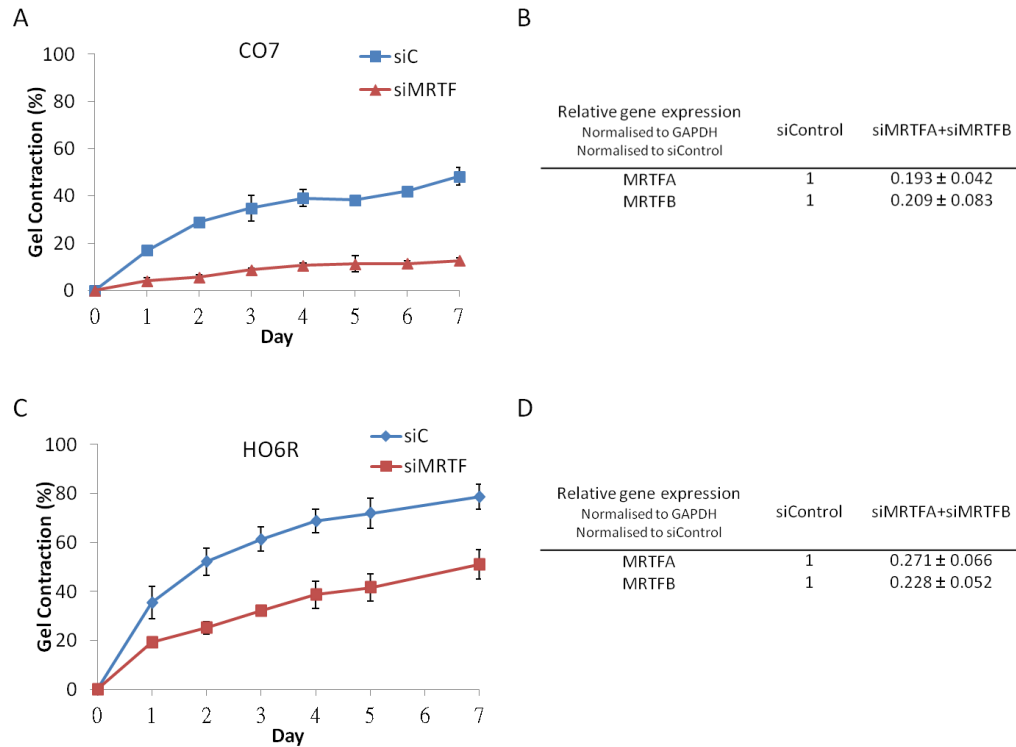 A
CO7
siC
siMRTF
100
80
60
40
20
0
Gel Contraction (%)
0 1 2 3 4 5 6 7
Day
B
Relative gene expression
Normalised to GAPDH
Normalised to siControl
siControl
siMRTFA+siMRTFB
MRTFA 1 0.193 ± 0.042
MRTFB 1 0.209 ± 0.083
C
HO6R
siC
siMRTF
100
80
60
40
20
0
Gel Contraction (%)
0 1 2 3 4 5 6 7
Day
D
Relative gene expression
Normalised to GAPDH
Normalised to siControl
siControl
siMRTFA+siMRTFB
MRTFA 1 0.271 ± 0.066
MRTFB 1 0.228 ± 0.052